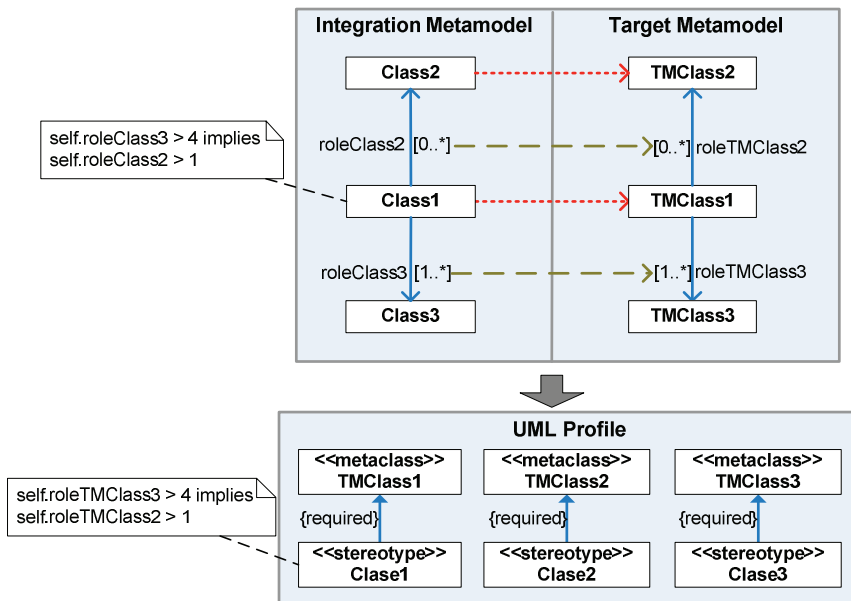 Integration Metamodel
Target Metamodel
Class2
TMClass2
self.roleClass3 > 4 implies
self.roleClass2 > 1
roleClass2 [0..*]
[0..*] roleTMClass2
Class1
TMClass1
roleClass3 [1..*]
[1..*] roleTMClass3
Class3
TMClass3
UML Profile
<<metaclass>>
TMClass1
<<metaclass>>
TMClass2
<<metaclass>>
TMClass3
self.roleTMClass3 > 4 implies
self.roleTMClass2 > 1
{required}
{required}
{required}
<<stereotype>>
Clase1
<<stereotype>>
Clase2
<<stereotype>>
Clase3